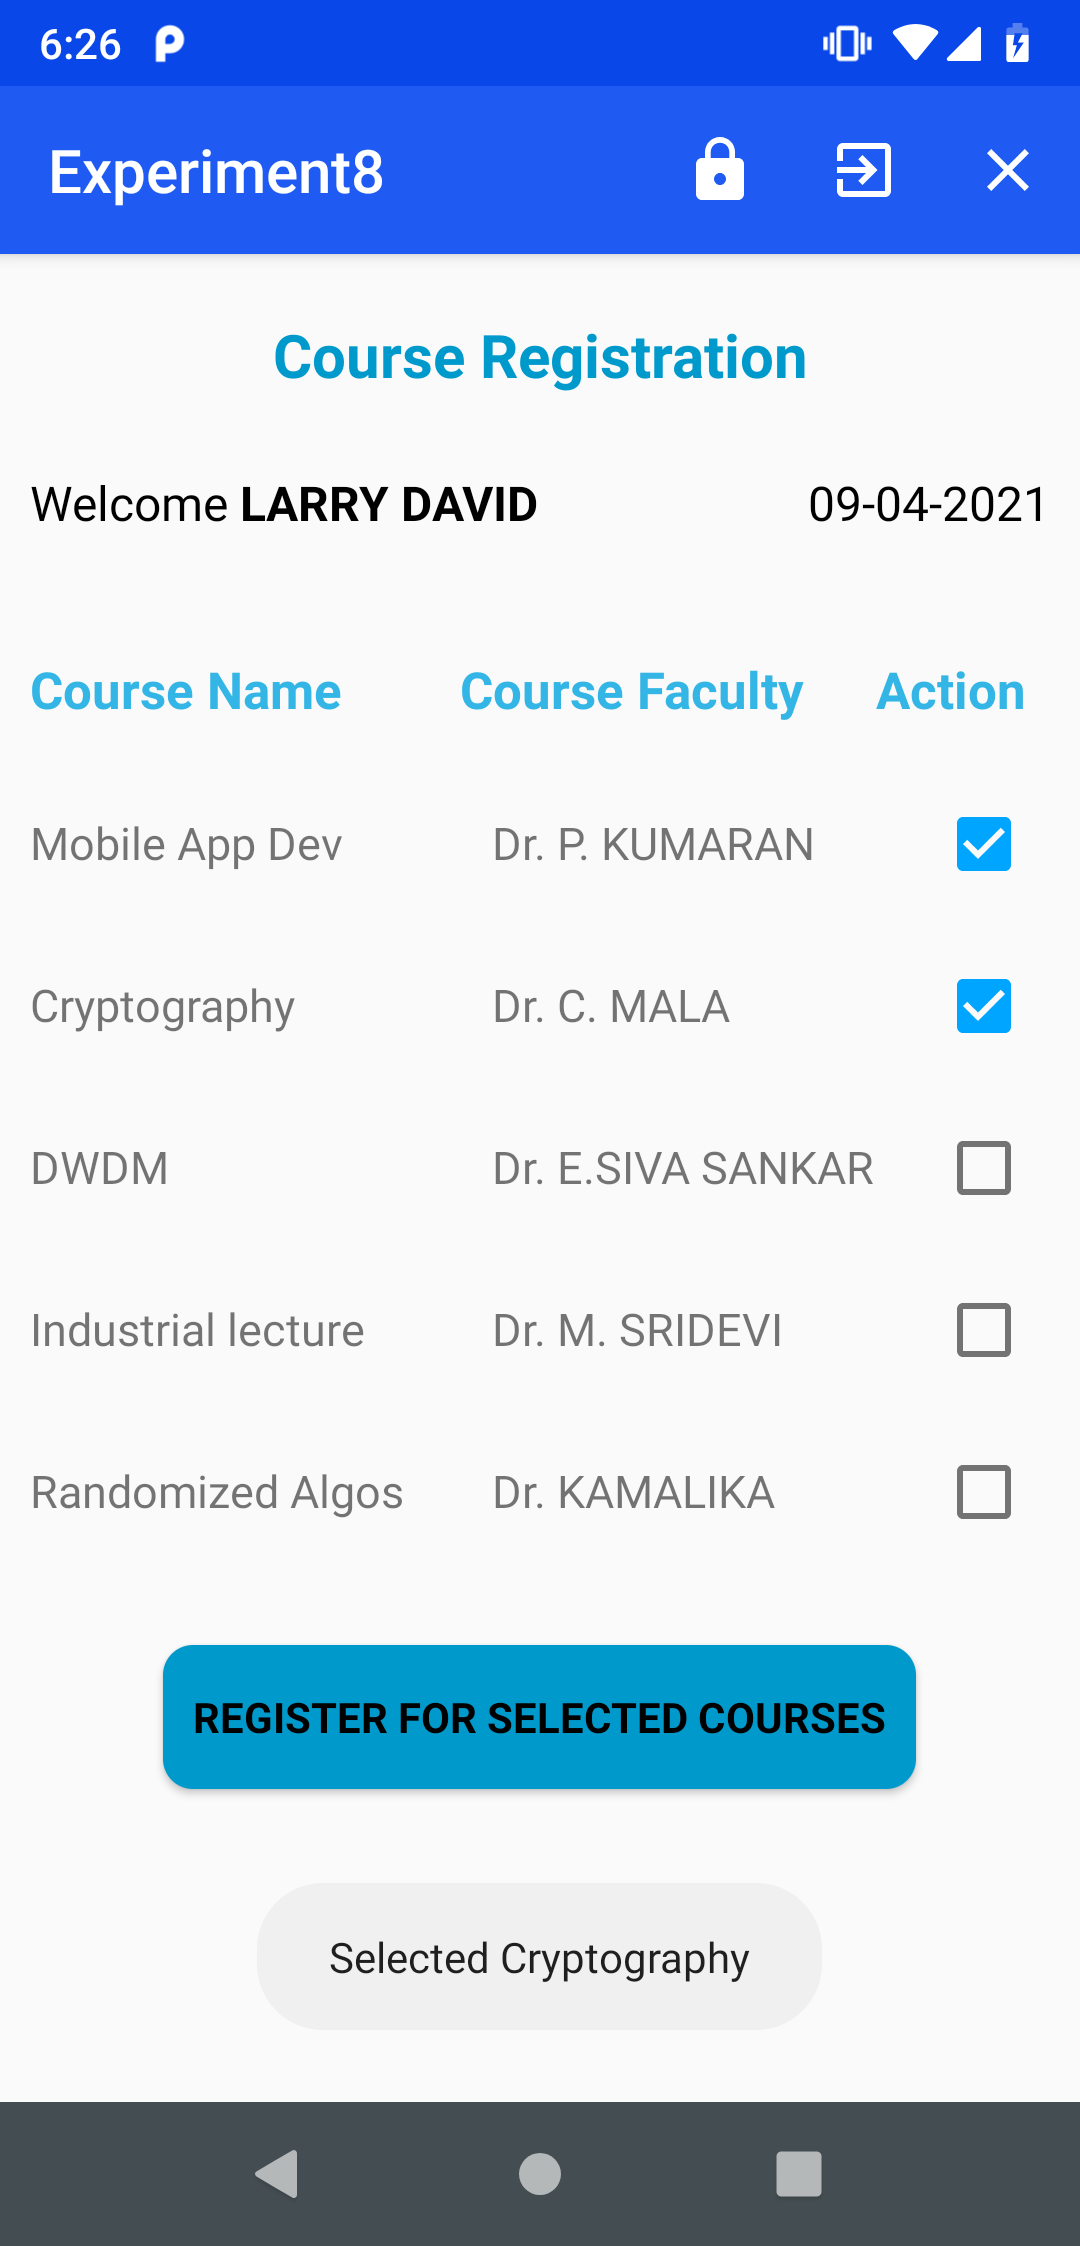 6:26
Experiment8
Course Registration
Welcome LARRY DAVID 09-04-2021
Course Name Course Faculty Action
Mobile App Dev Dr. P. KUMARAN
Cryptography Dr. C. MALA
DWDM Dr. E.SIVA SANKAR
Industrial lecture Dr. M. SRIDEVI
Randomized Algos Dr. KAMALIKA
REGISTER FOR SELECTED COURSES
Selected Cryptography